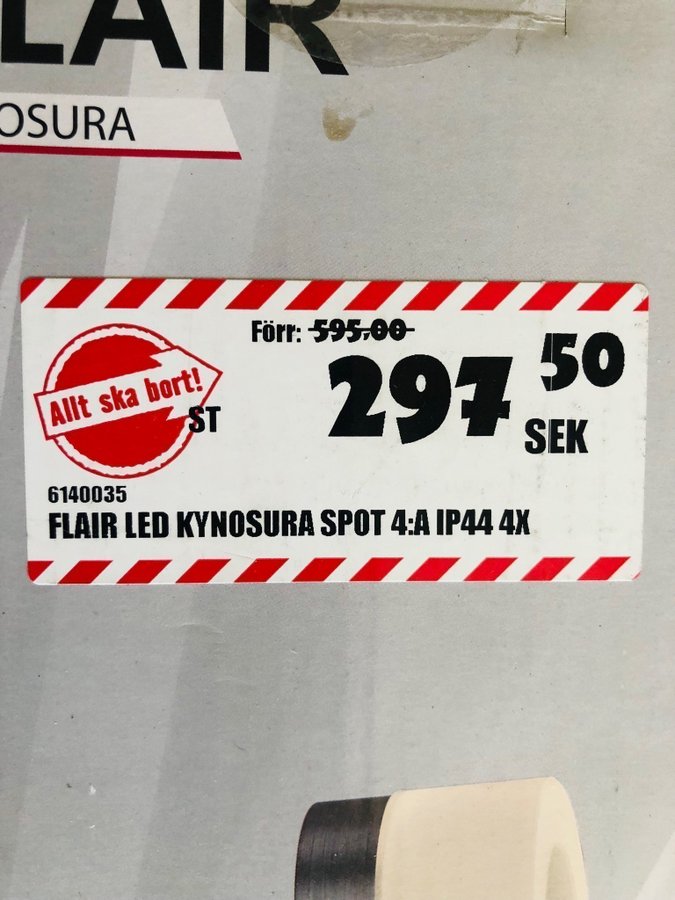 LAIR
OSURA
Förr: 595,00
297 50
SEK
Allt ska bort!
ST
6140035
FLAIR LED KYNOSURA SPOT 4:A IP44 4X